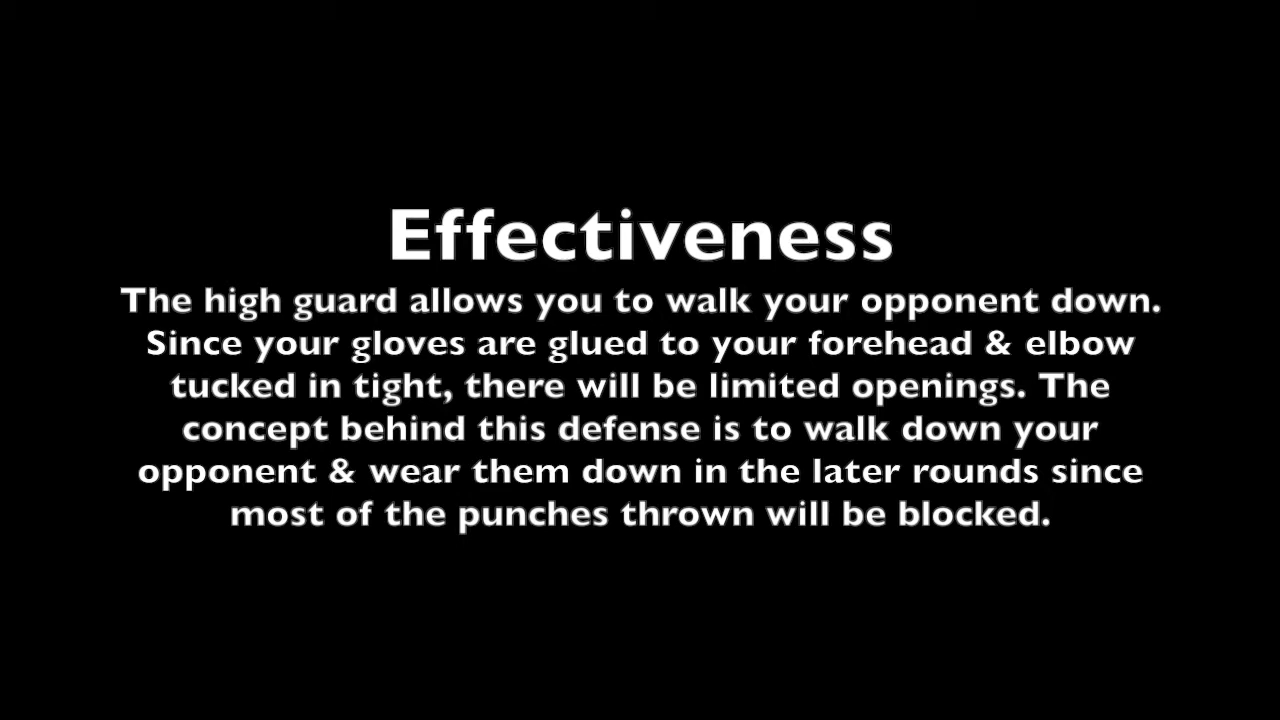 Effectiveness
The high guard allows you to walk your opponent down.
Since your gloves are glued to your forehead & elbow
tucked in tight, there will be limited openings. The
concept behind this defense is to walk down your
opponent & wear them down in the later rounds since
most of the punches thrown will be blocked.